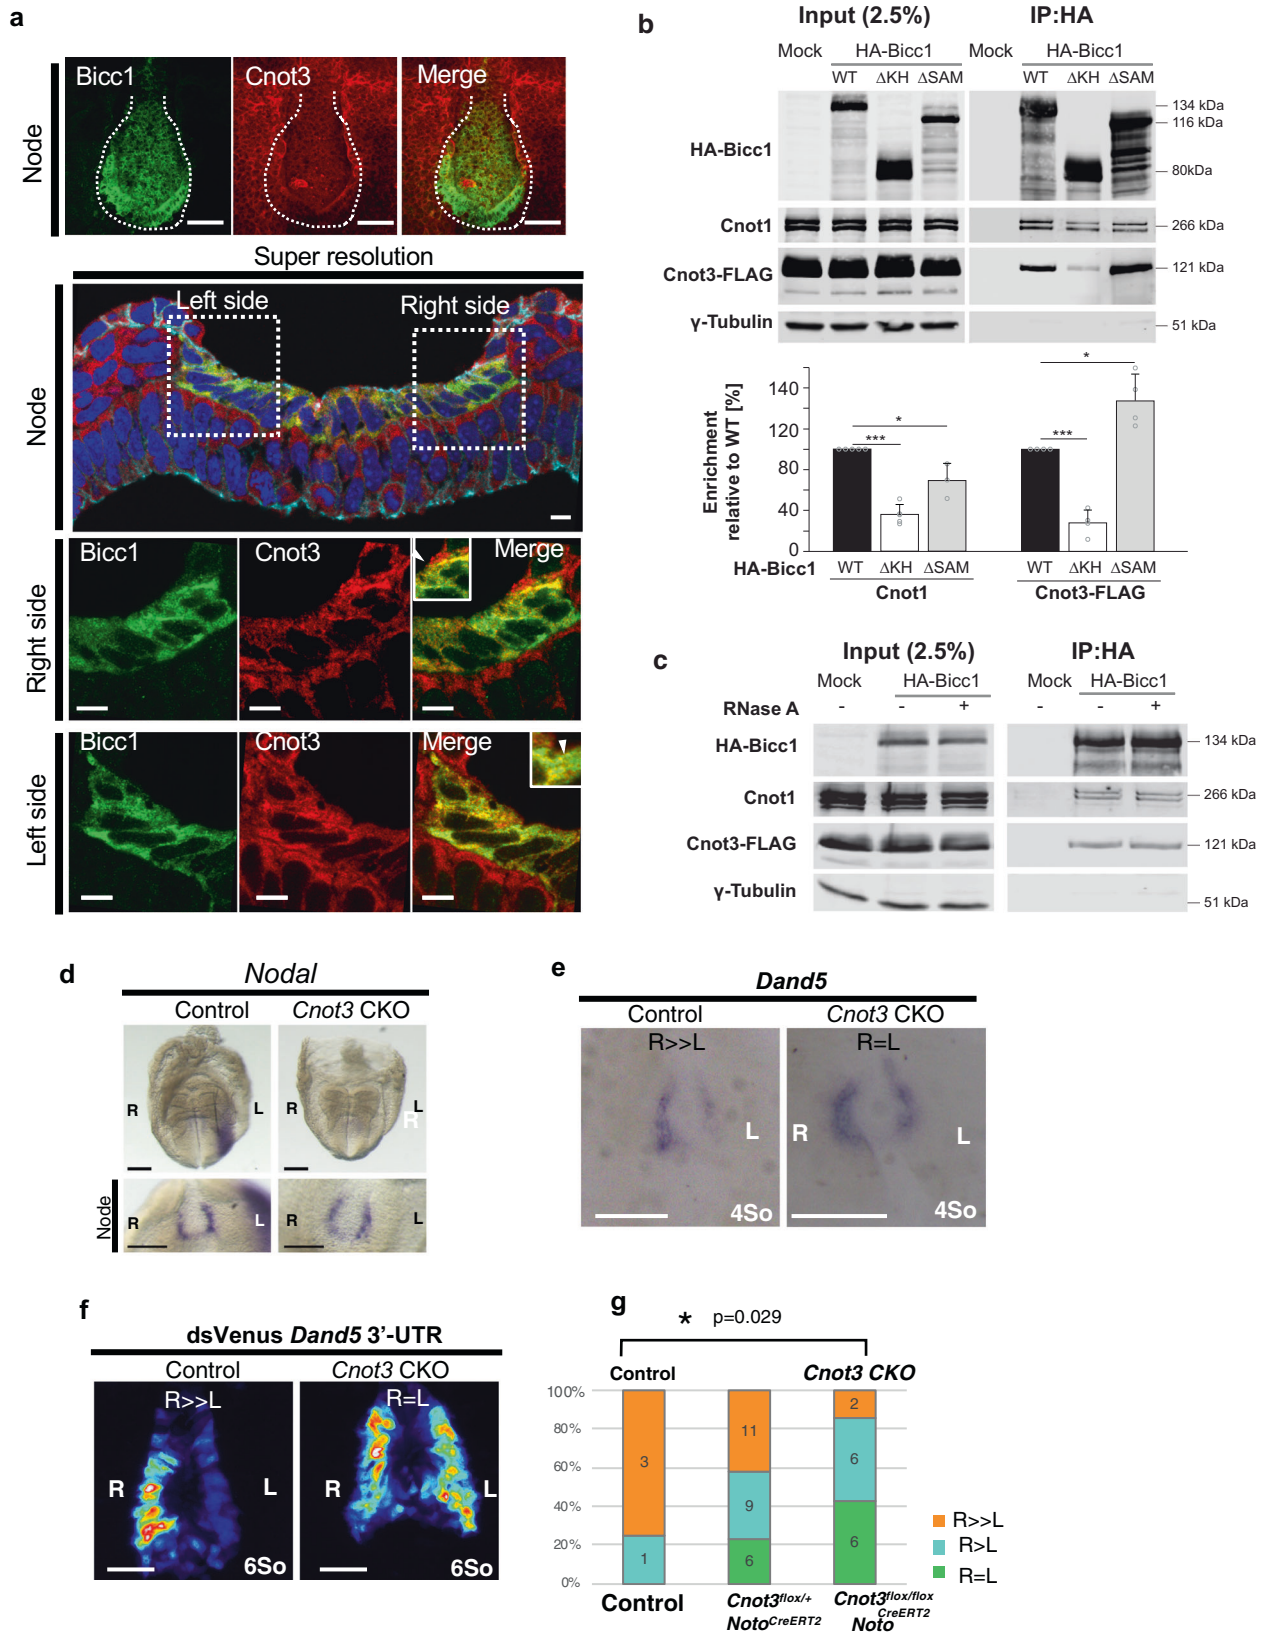 a
Bicc1 Cnot3 Merge
Node
Super resolution
Left side Right side
Node
Bicc1 Cnot3 Merge
Right side
Bicc1 Cnot3 Merge
Left side
b
Input (2.5%) IP:HA
Mock HA-Bicc1 Mock HA-Bicc1
WT ΔKH ΔSAM WT ΔKH ΔSAM
HA-Bicc1
134 kDa
116 kDa
80kDa
Cnot1 266 kDa
Cnot3-FLAG 121 kDa
γ-Tubulin 51 kDa
Enrichment
relative to WT [%]
140
120
80
40
0
*
***
*
***
HA-Bicc1 WT ΔKH ΔSAM WT ΔKH ΔSAM
Cnot1 Cnot3-FLAG
c
Input (2.5%) IP:HA
Mock HA-Bicc1 Mock HA-Bicc1
RNase A - - + - - +
HA-Bicc1 134 kDa
Cnot1 266 kDa
Cnot3-FLAG 121 kDa
γ-Tubulin 51 kDa
d
Nodal
Control Cnot3 CKO
R L R L
R
Node
R L R L
e
Dand5
Control Cnot3 CKO
R>>L R=L
L R L
4So 4So
f
dsVenus Dand5 3'-UTR
Control Cnot3 CKO
R>>L R=L
R L R L
6So 6So
g
* p=0.029
Control Cnot3 CKO
100%
80%
60%
40%
20%
0%
3
1
11
9
6
2
6
6
R>>L
R>L
R=L
Control Cnot3flox/+ Cnot3flox/flox
NotoCreERT2 NotoCreERT2